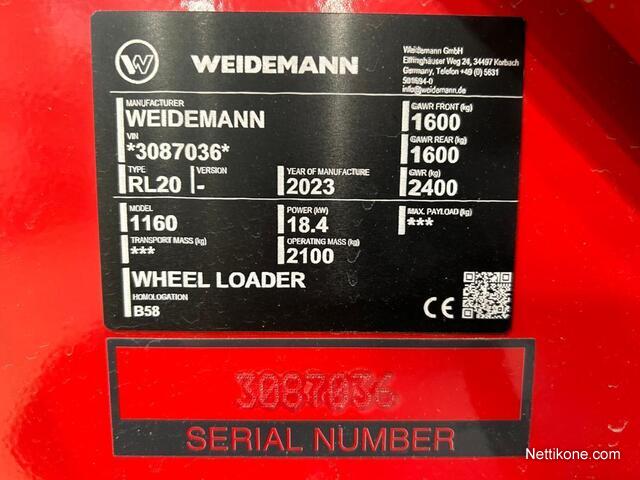 WEIDEMANN
Weidemann GmbH
Elfringhäuser Weg 24, 34497 Korbach
Germany, Telefon +49 (0) 5631
501694-0
info@weidemann.de
MANUFACTURER
WEIDEMANN
VIN
*3087036*
TYPE
RL20
VERSION
-
YEAR OF MANUFACTURE
2023
GAWR FRONT (kg)
1600
GAWR REAR (kg)
1600
GWR (kg)
2400
MODEL
1160
POWER (kW)
18.4
MAX. PAYLOAD (kg)
***
TRANSPORT MASS (kg)
***
OPERATING MASS (kg)
2100
WHEEL LOADER
HOMOLOGATION
B58
CE
3087036
SERIAL NUMBER
Nettikone.com